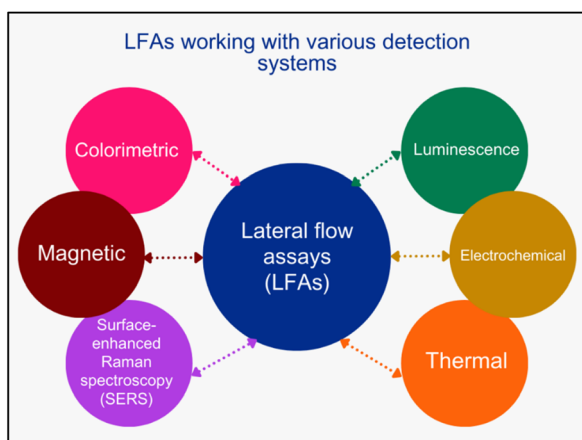 LFAs working with various detection
systems
Colorimetric
Luminescence
Magnetic
Lateral flow
assays
(LFAs)
Electrochemical
Surface-
enhanced
Raman
spectroscopy
(SERS)
Thermal